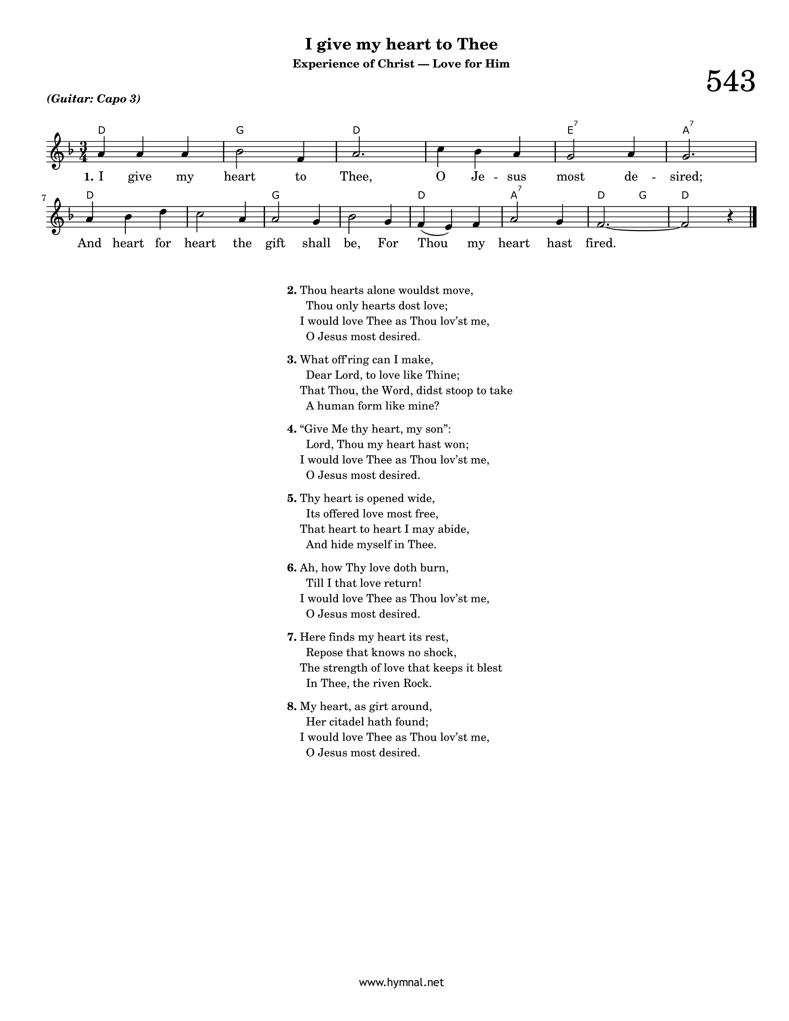 I give my heart to Thee
Experience of Christ — Love for Him
543
(Guitar: Capo 3)
D G D E7 A7
1. I give my heart to Thee, O Je - sus most de - sired;
7 D G D A7 D G D
And heart for heart the gift shall be, For Thou my heart hast fired.
2. Thou hearts alone wouldst move,
Thou only hearts dost love;
I would love Thee as Thou lov’st me,
O Jesus most desired.
3. What off’ring can I make,
Dear Lord, to love like Thine;
That Thou, the Word, didst stoop to take
A human form like mine?
4. “Give Me thy heart, my son”:
Lord, Thou my heart hast won;
I would love Thee as Thou lov’st me,
O Jesus most desired.
5. Thy heart is opened wide,
Its offered love most free,
That heart to heart I may abide,
And hide myself in Thee.
6. Ah, how Thy love doth burn,
Till I that love return!
I would love Thee as Thou lov’st me,
O Jesus most desired.
7. Here finds my heart its rest,
Repose that knows no shock,
The strength of love that keeps it blest
In Thee, the riven Rock.
8. My heart, as girt around,
Her citadel hath found;
I would love Thee as Thou lov’st me,
O Jesus most desired.
www.hymnal.net